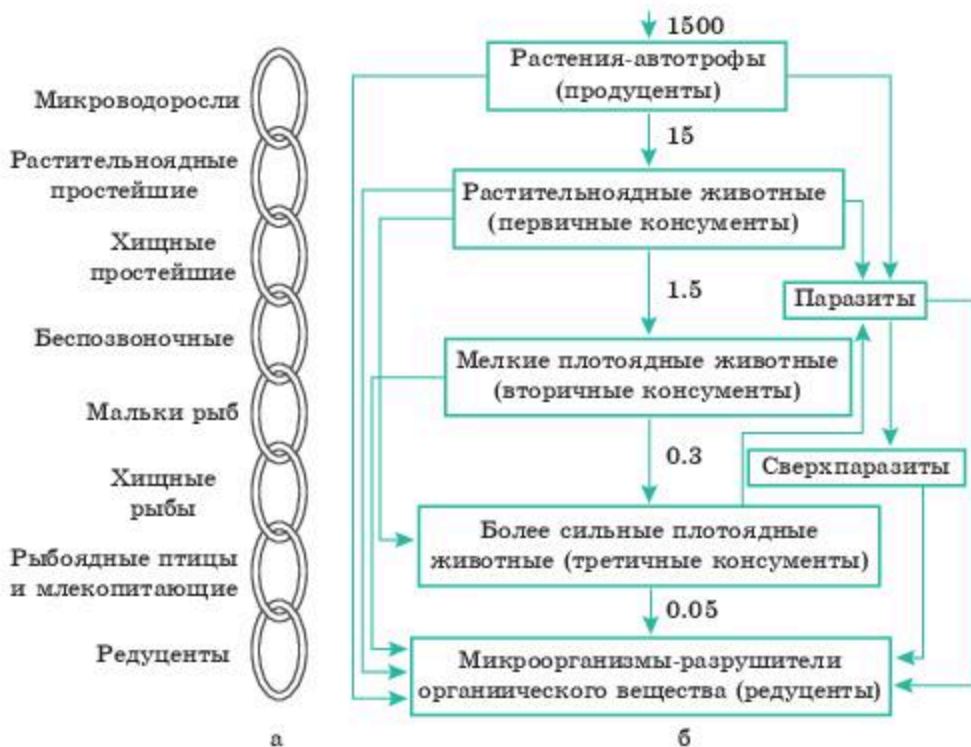 Микроводоросли
Растительноядные
простейшие
Хищные
простейшие
Беспозвоночные
Мальки рыб
Хищные
рыбы
Рыбоядные птицы
и млекопитающие
Редуценты
а
1500
Растения-автотрофы
(продуценты)
15
Растительноядные животные
(первичные консументы)
1.5
Паразиты
Мелкие плотоядные животные
(вторичные консументы)
0.3
Сверхпаразиты
Более сильные плотоядные
животные (третичные консументы)
0.05
Микроорганизмы-разрушители
органиического вещества (редуценты)
б